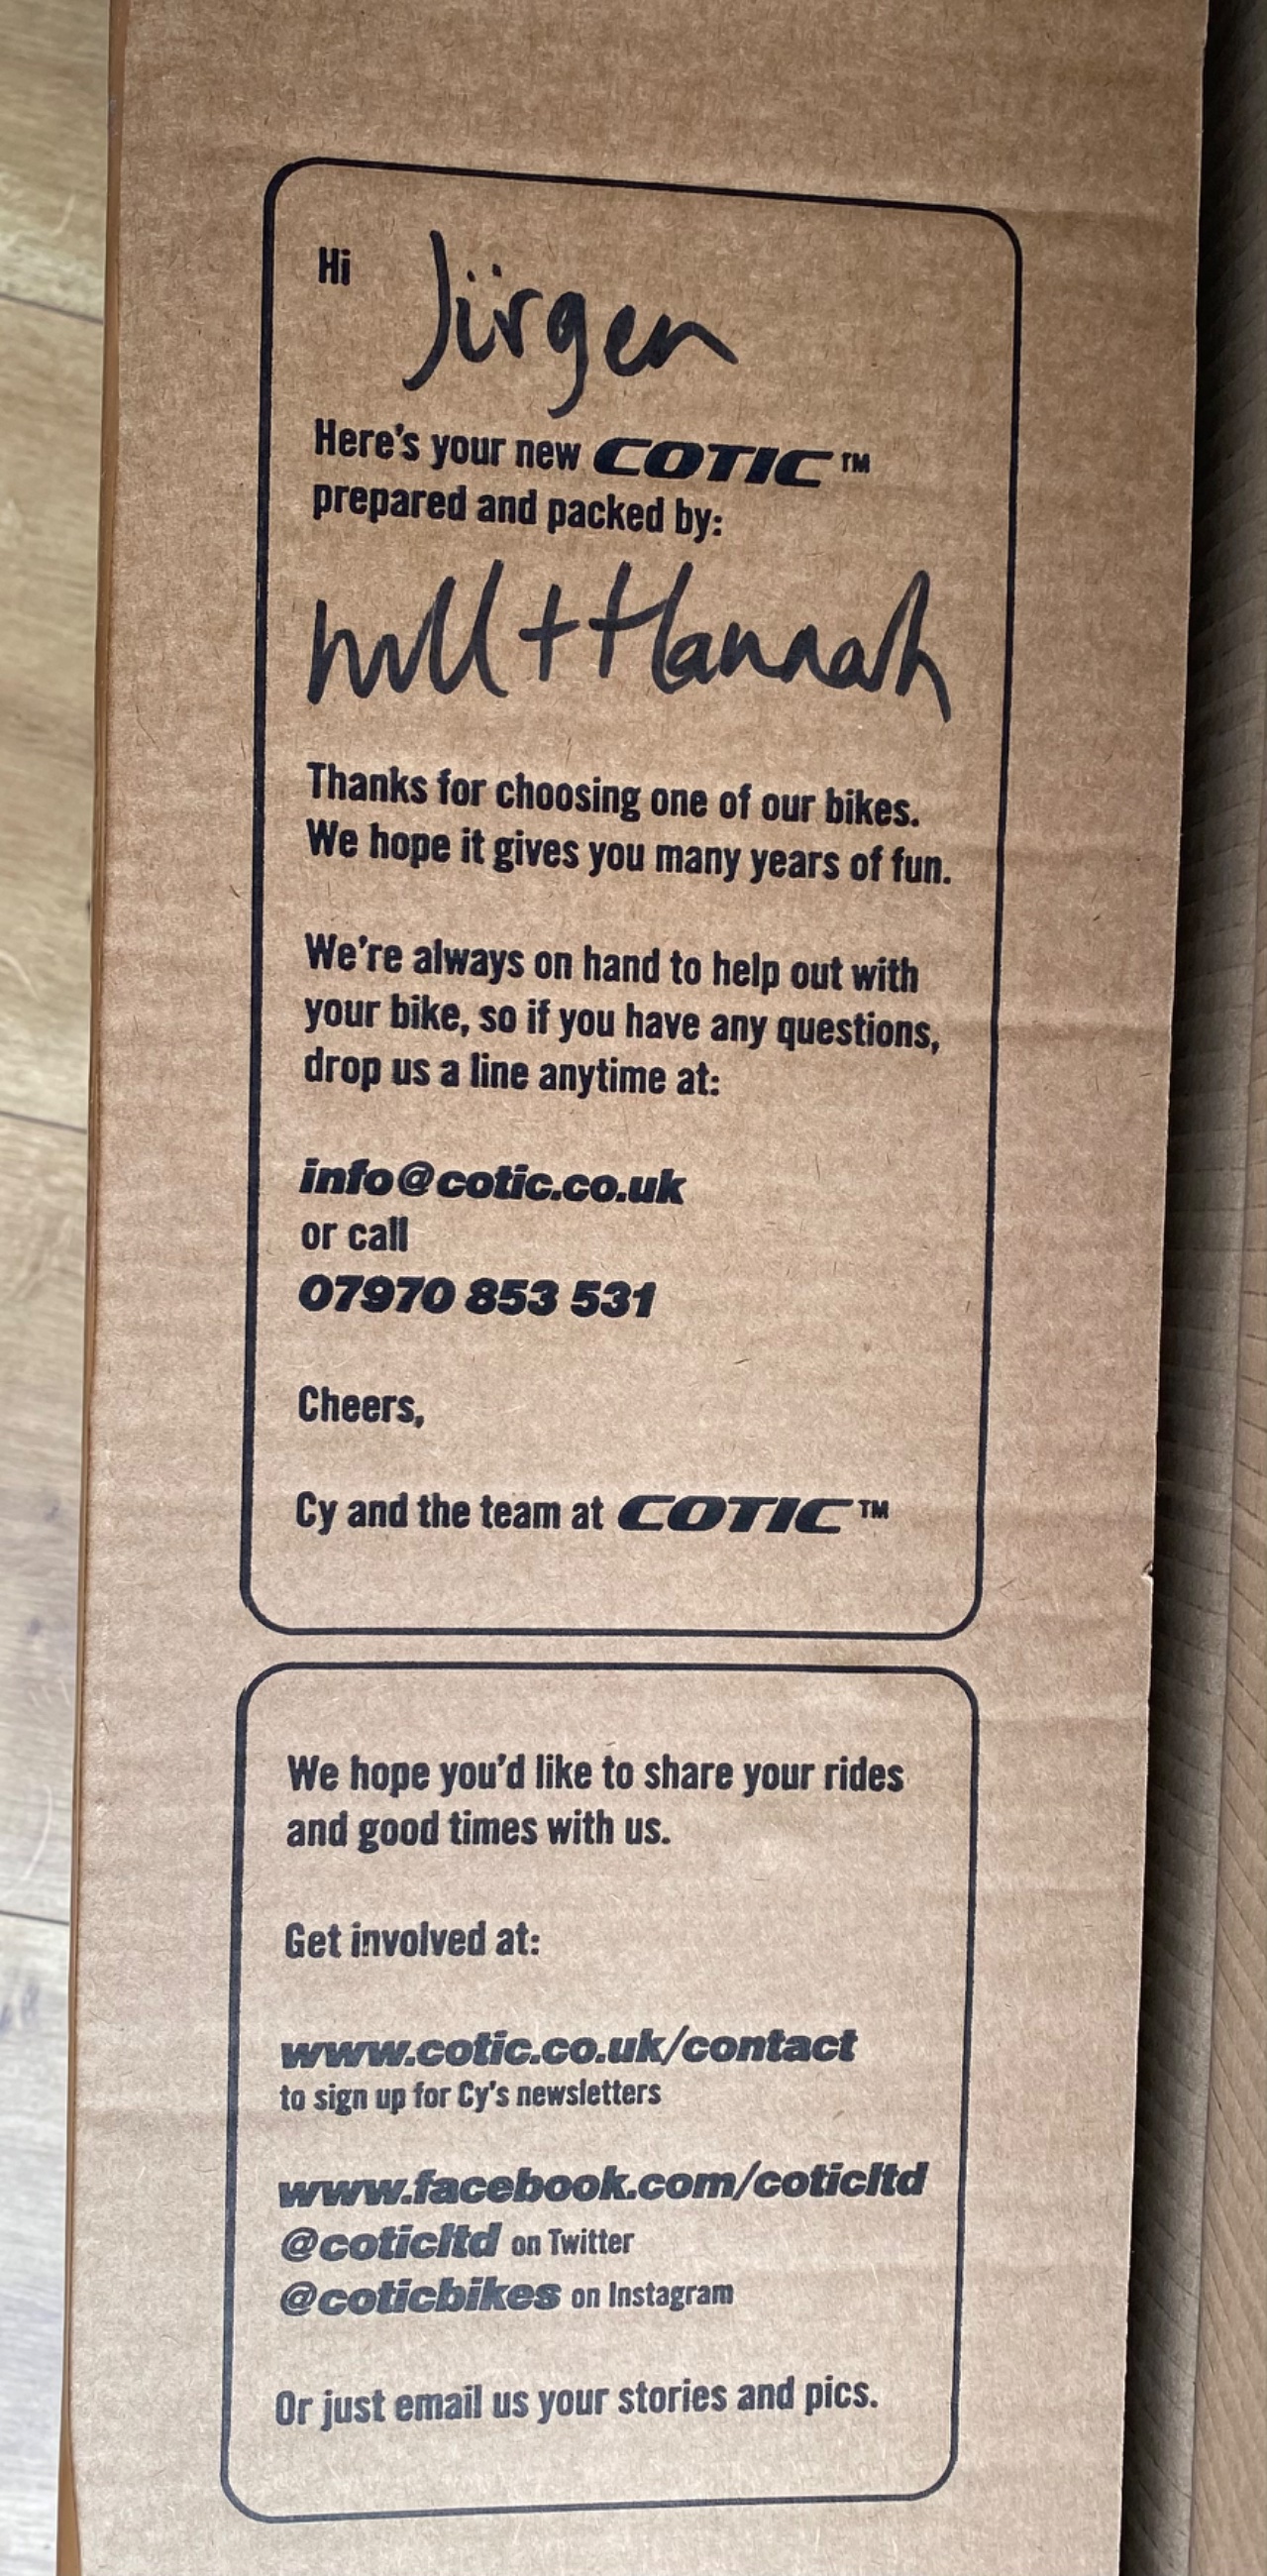 Hi Jürgen
Here's your new COTIC™
prepared and packed by:
+ Hannah
Thanks for choosing one of our bikes.
We hope it gives you many years of fun.
We're always on hand to help out with
your bike, so if you have any questions,
drop us a line anytime at:
info@cotic.co.uk
or call
07970 853 531
Cheers,
Cy and the team at COTIC™
We hope you'd like to share your rides
and good times with us.
Get involved at:
www.cotic.co.uk/contact
to sign up for Cy's newsletters
www.facebook.com/coticltd
@coticltd on Twitter
@coticbikes on Instagram
Or just email us your stories and pics.